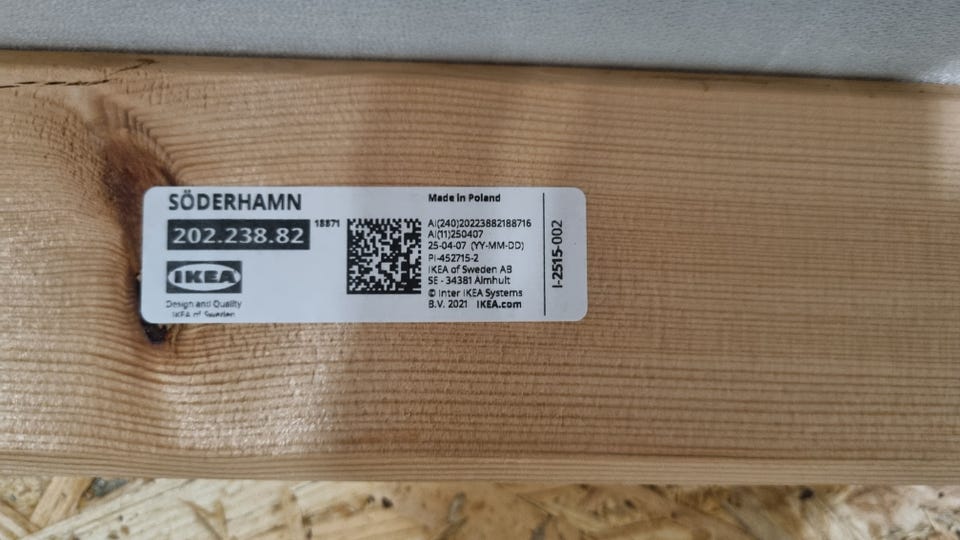 SÖDERHAMN
202.238.82
18871
IKEA
Design and Quality
IKEA of Sweden
Made in Poland
AI(240)20223882188716
AI(11)250407
25-04-07 (YY-MM-DD)
PI-452715-2
IKEA of Sweden AB
SE - 34381 Älmhult
© Inter IKEA Systems
B.V. 2021 IKEA.com
I-2515-002